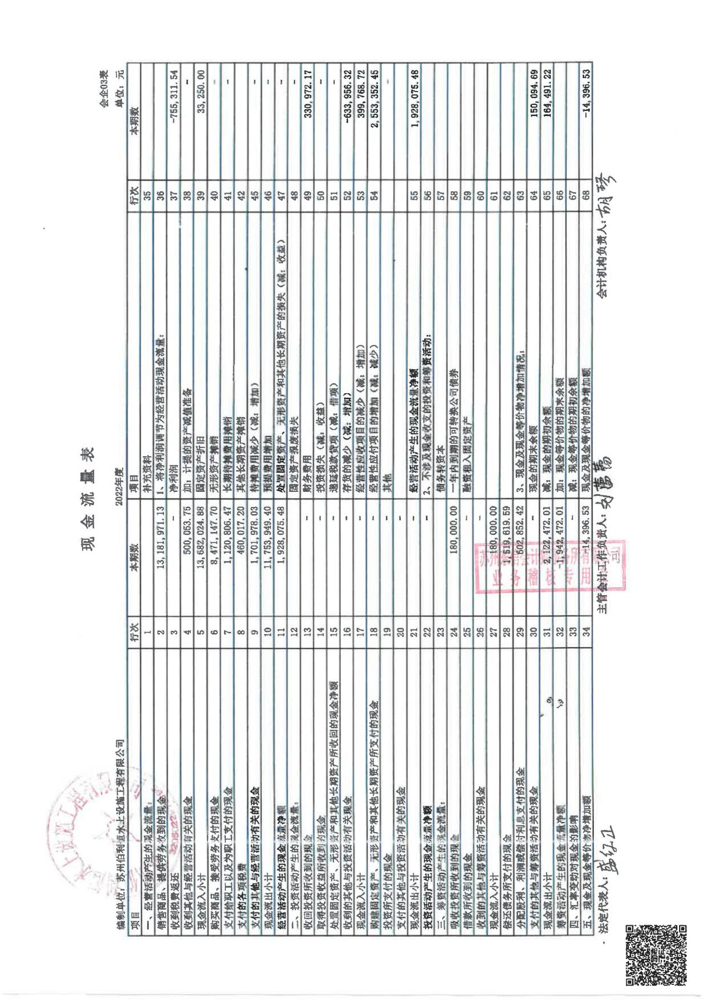 现金流量表
会企03表
编制单位：苏州伯利恒水上设施工程有限公司 2022年度 单位：元
项目 行次 本期数 项目 行次 本期数
一、经营活动产生的现金流量： 1 补充资料 35
销售商品、提供劳务收到的现金 2 13,181,971.13 1、将净利润调节为经营活动现金流量： 36
收到税费返还 3 - 净利润 37 -755,311.54
收到其他与经营活动有关的现金 4 500,053.75 加：计提的资产减值准备 38 -
现金流入小计 5 13,682,024.88 固定资产折旧 39 33,250.00
购买商品、接受劳务支付的现金 6 8,471,147.70 无形资产摊销 40 -
支付给职工以及为职工支付的现金 7 1,120,806.47 长期待摊费用摊销 41 -
支付的各项税费 8 460,017.20 其他长期资产摊销 42
支付的其他与经营活动有关的现金 9 1,701,978.03 待摊费用减少（减：增加） 45 -
现金流出小计 10 11,753,949.40 预提费用增加 46 -
经营活动产生的现金流量净额 11 1,928,075.48 处置固定资产、无形资产和其他长期资产的损失（减：收益） 47 -
二、投资活动产生的现金流量： 12 固定资产报废损失 48 -
收回投资所收到的现金 13 - 财务费用 49 330,972.17
取得投资收益所收到的现金 14 - 投资损失（减：收益） 50 -
处置固定资产、无形资产和其他长期资产所收回的现金净额 15 - 递延税款贷项（减：借项） 51 -
收到的其他与投资活动有关现金 16 - 存货的减少（减：增加） 52 -633,956.32
现金流入小计 17 - 经营性应收项目的减少（减：增加） 53 399,768.72
购建固定资产、无形资产和其他长期资产所支付的现金 18 - 经营性应付项目的增加（减：减少） 54 2,553,352.45
投资所支付的现金 19 - 其他 -
支付的其他与投资活动有关的现金 20 -
现金流出小计 21 - 经营活动产生的现金流量净额 55 1,928,075.48
投资活动产生的现金流量净额 22 - 2、不涉及现金收支的投资和筹资活动： 56
三、筹资活动产生的现金流量： 23 债务转资本 57
吸收投资所收到的现金 24 180,000.00 一年内到期的可转换公司债券 58
借款所收到的现金 25 - 融资租入固定资产 59
收到的其他与筹资活动有关的现金 26 - 60
现金流入小计 27 180,000.00 61
偿还债务所支付的现金 28 1,519,619.59 62
分配股利、利润或偿付利息支付的现金 29 602,852.42 3、现金及现金等价物净增加情况： 63
支付的其他与筹资活动有关的现金 30 - 现金的期末余额 64 150,094.69
现金流出小计 31 2,122,472.01 减：现金的期初余额 65 164,491.22
筹资活动产生的现金流量净额 32 -1,942,472.01 加：现金等价物的期末余额 66
四、汇率变动对现金的影响 33 - 减：现金等价物的期初余额 67
五、现金及现金等价物净增加额 34 -14,396.53 现金及现金等价物的净增加额 68 -14,396.53
法定代表人：盛红卫 主管会计工作负责人：刘 会计机构负责人：胡琴
业务稽核专用